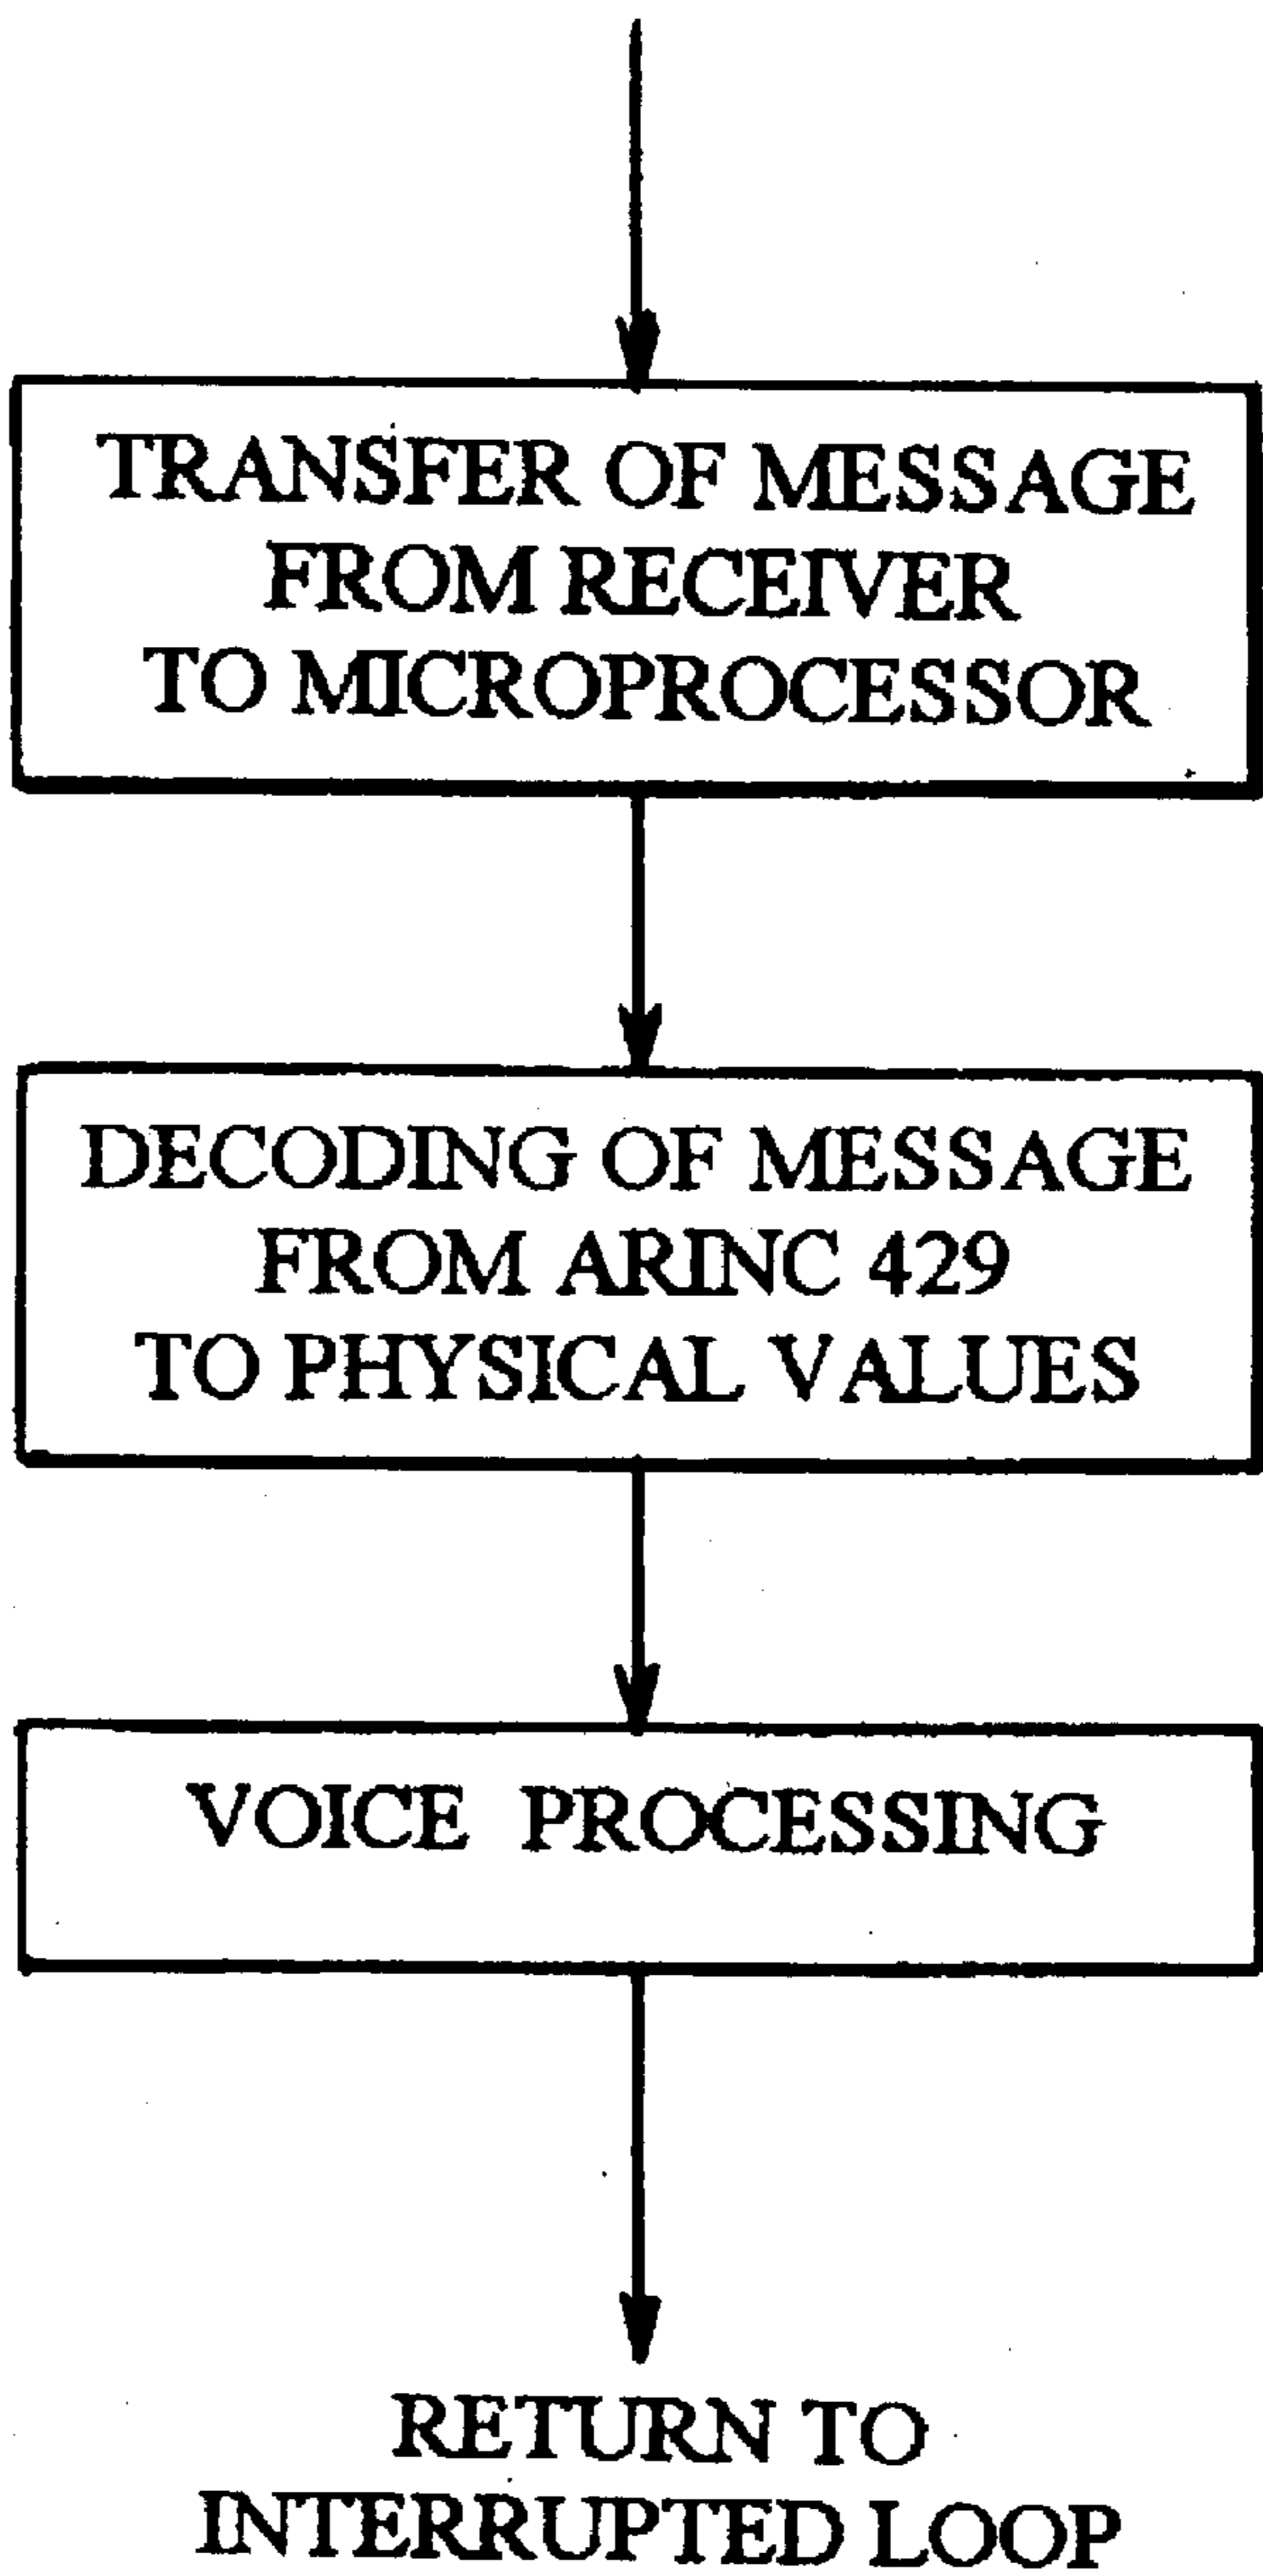 TRANSFER OF MESSAGE
FROM RECEIVER
TO MICROPROCESSOR
DECODING OF MESSAGE
FROM ARINC 429
TO PHYSICAL VALUES
VOICE PROCESSING
RETURN TO
INTERRUPTED LOOP